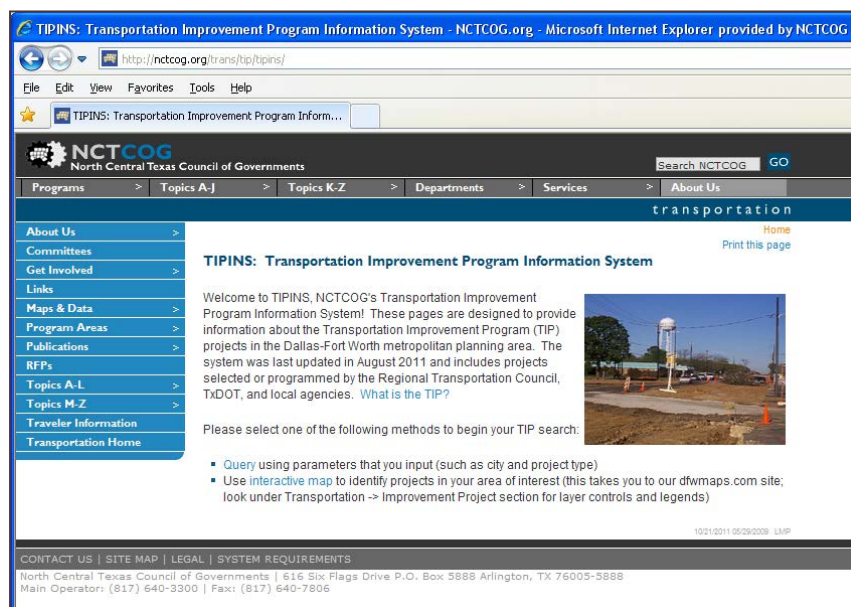 TIPINS: Transportation Improvement Program Information System - NCTCOG.org - Microsoft Internet Explorer provided by NCTCOG
http://nctcog.org/trans/tip/tipins/
File Edit View Favorites Tools Help
TIPINS: Transportation Improvement Program Inform...
NCTCOG
North Central Texas Council of Governments
Search NCTCOG GO
Programs > Topics A-J > Topics K-Z > Departments > Services > About Us
transportation
About Us >
Committees
Get Involved >
Links
Maps & Data >
Program Areas >
Publications >
RFPs
Topics A-L >
Topics M-Z >
Traveler Information
Transportation Home
Home
Print this page
TIPINS: Transportation Improvement Program Information System
Welcome to TIPINS, NCTCOG's Transportation Improvement
Program Information System! These pages are designed to provide
information about the Transportation Improvement Program (TIP)
projects in the Dallas-Fort Worth metropolitan planning area. The
system was last updated in August 2011 and includes projects
selected or programmed by the Regional Transportation Council,
TxDOT, and local agencies. What is the TIP?
Please select one of the following methods to begin your TIP search:
▪ Query using parameters that you input (such as city and project type)
▪ Use interactive map to identify projects in your area of interest (this takes you to our dfwmaps.com site;
look under Transportation -> Improvement Project section for layer controls and legends)
10/21/2011 05/29/2009 LMP
CONTACT US | SITE MAP | LEGAL | SYSTEM REQUIREMENTS
North Central Texas Council of Governments | 616 Six Flags Drive P.O. Box 5888 Arlington, TX 76005-5888
Main Operator: (817) 640-3300 | Fax: (817) 640-7806